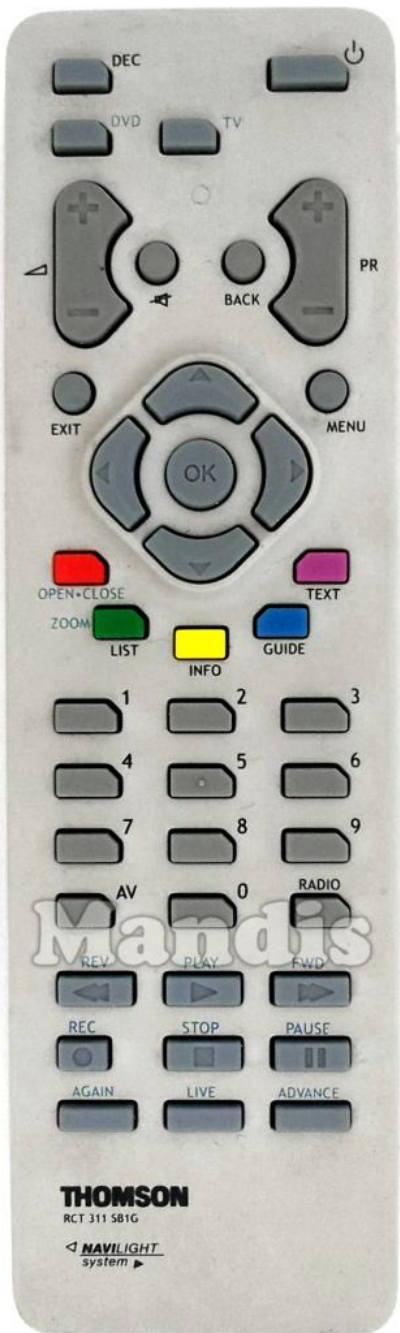 DEC
DVD TV
PR
BACK
EXIT MENU
OK
OPEN•CLOSE TEXT
ZOOM LIST GUIDE
INFO
1 2 3
4 5 6
7 8 9
AV 0 RADIO
Mandis
REV PLAY FWD
REC STOP PAUSE
AGAIN LIVE ADVANCE
THOMSON
RCT 311 SB1G
NAVILIGHT
system